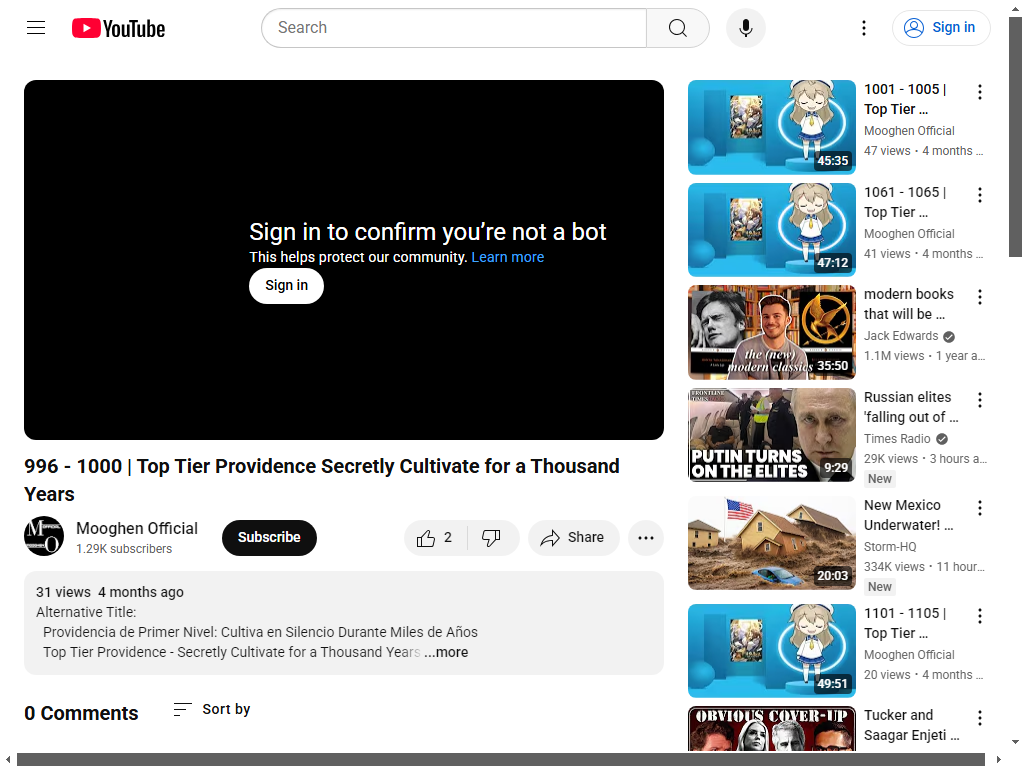 YouTube
Search
Sign in
Sign in to confirm you’re not a bot
This helps protect our community. Learn more
Sign in
996 - 1000 | Top Tier Providence Secretly Cultivate for a Thousand
Years
Mooghen Official
1.29K subscribers
Subscribe
2
Share
31 views 4 months ago
Alternative Title:
Providencia de Primer Nivel: Cultiva en Silencio Durante Miles de Años
Top Tier Providence - Secretly Cultivate for a Thousand Years ...more
0 Comments
Sort by
45:35
1001 - 1005 |
Top Tier ...
Mooghen Official
47 views • 4 months ...
47:12
1061 - 1065 |
Top Tier ...
Mooghen Official
41 views • 4 months ...
the (new)
modern classics
35:50
modern books
that will be ...
Jack Edwards
1.1M views • 1 year a...
FRONTLINE
PUTIN TURNS
ON THE ELITES
9:29
Russian elites
'falling out of ...
Times Radio
29K views • 3 hours a...
New
20:03
New Mexico
Underwater! ...
Storm-HQ
334K views • 11 hour...
New
49:51
1101 - 1105 |
Top Tier ...
Mooghen Official
20 views • 4 months ...
OBVIOUS COVER-UP
Tucker and
Saagar Enjeti ...